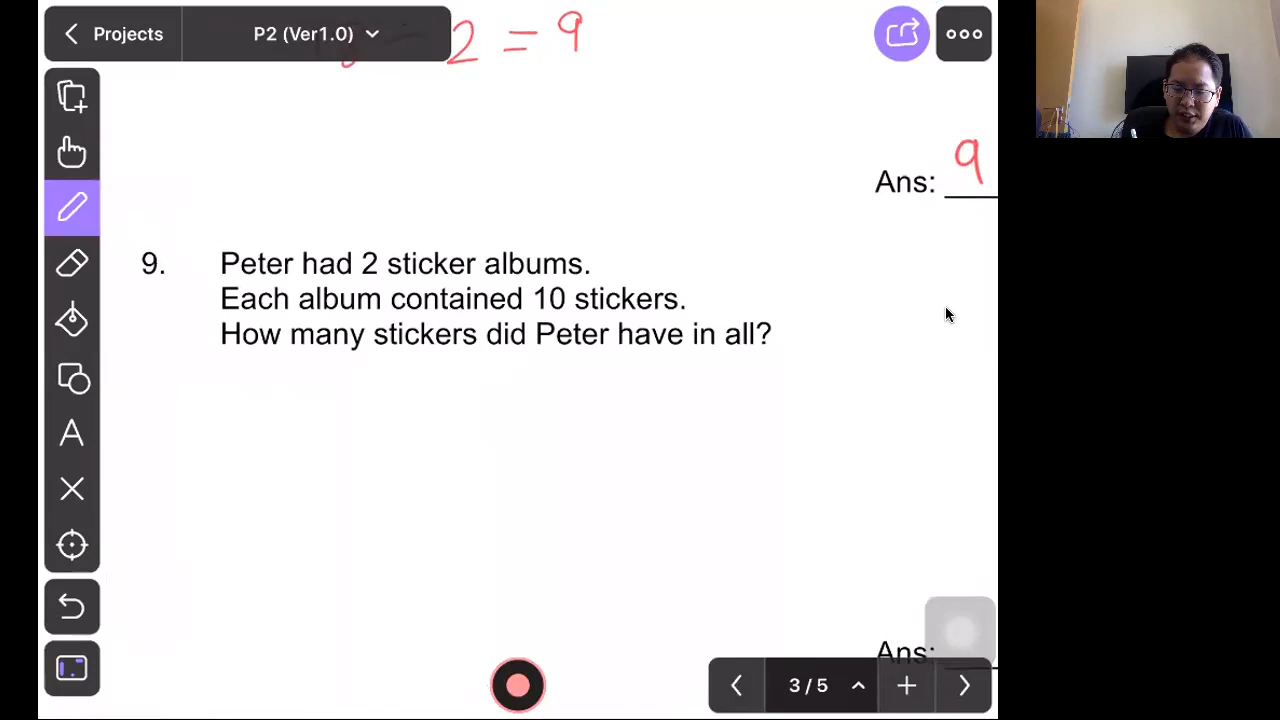 Projects
P2 (Ver1.0)
2 = 9
9
Ans:
9. Peter had 2 sticker albums.
Each album contained 10 stickers.
How many stickers did Peter have in all?
A
Ans:
3 / 5